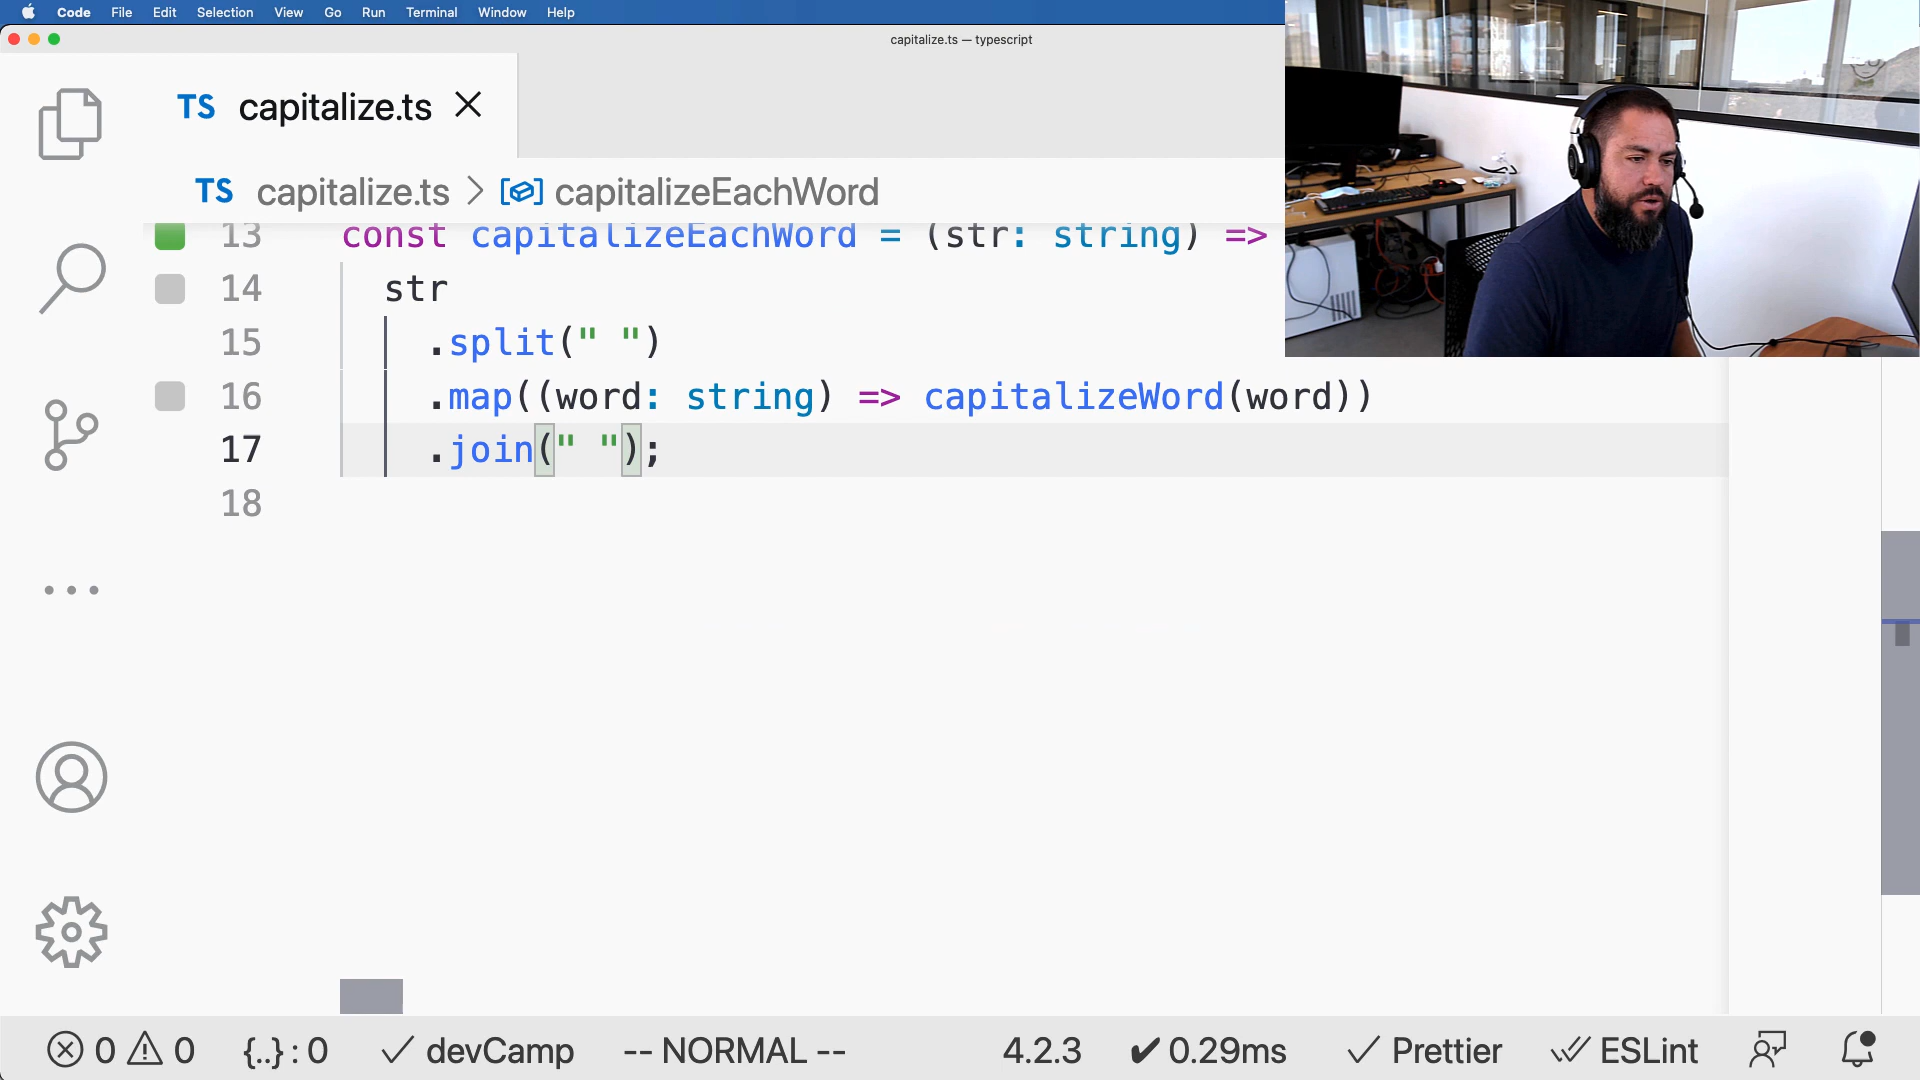 Code File Edit Selection View Go Run Terminal Window Help
capitalize.ts — typescript
TS capitalize.ts
TS capitalize.ts > capitalizeEachWord
13 const capitalizeEachWord = (str: string) =>
14 str
15 .split(" ")
16 .map((word: string) => capitalizeWord(word))
17 .join(" ");
18
0 0 {..} : 0 devCamp -- NORMAL -- 4.2.3 0.29ms Prettier ESLint